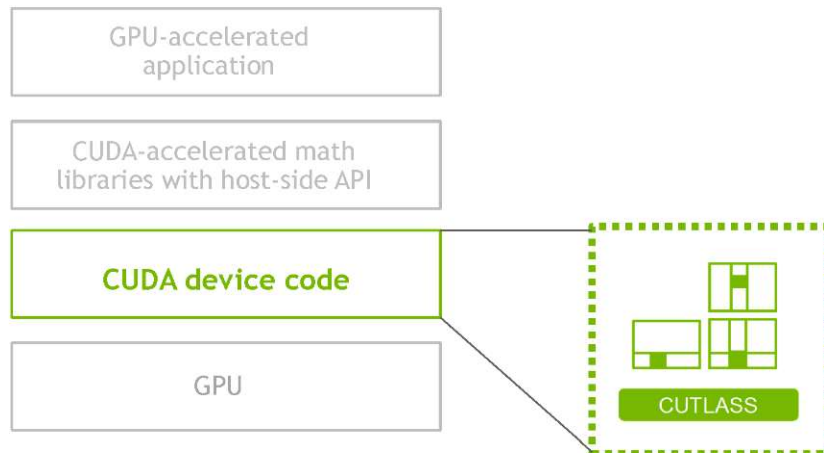 GPU-accelerated
application
CUDA-accelerated math
libraries with host-side API
CUDA device code
GPU
CUTLASS